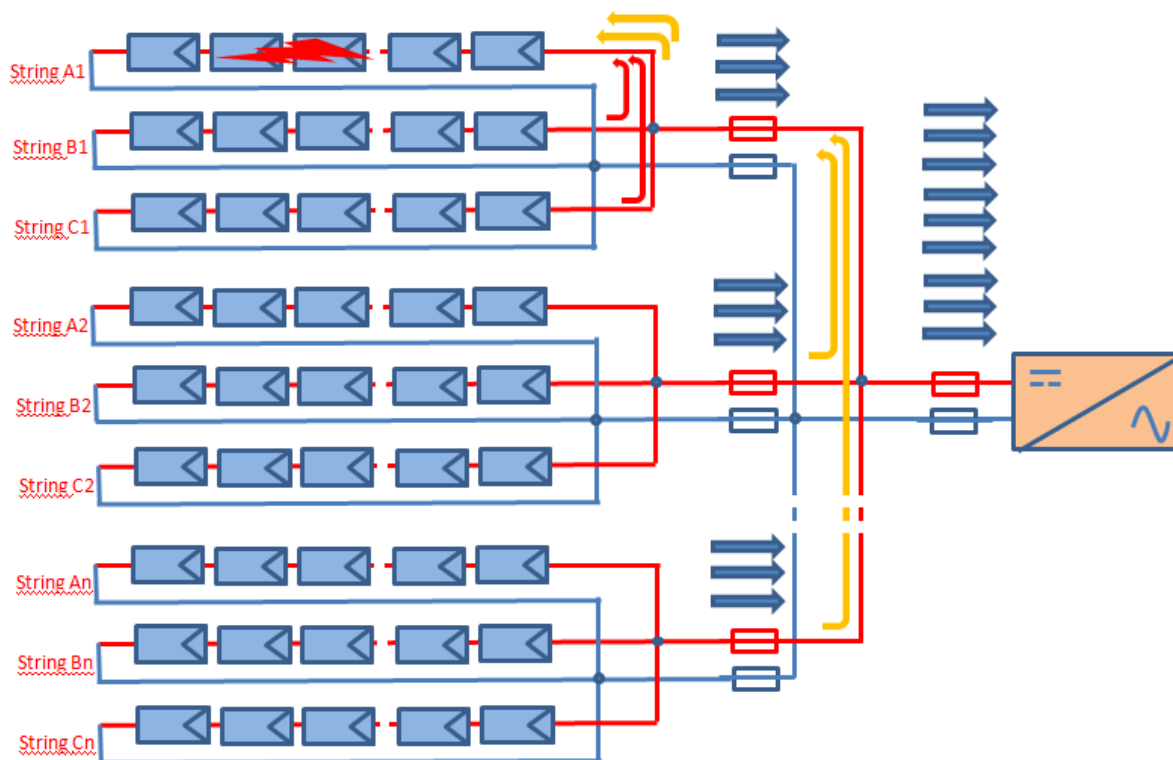 String A1
String B1
String C1
String A2
String B2
String C2
String An
String Bn
String Cn